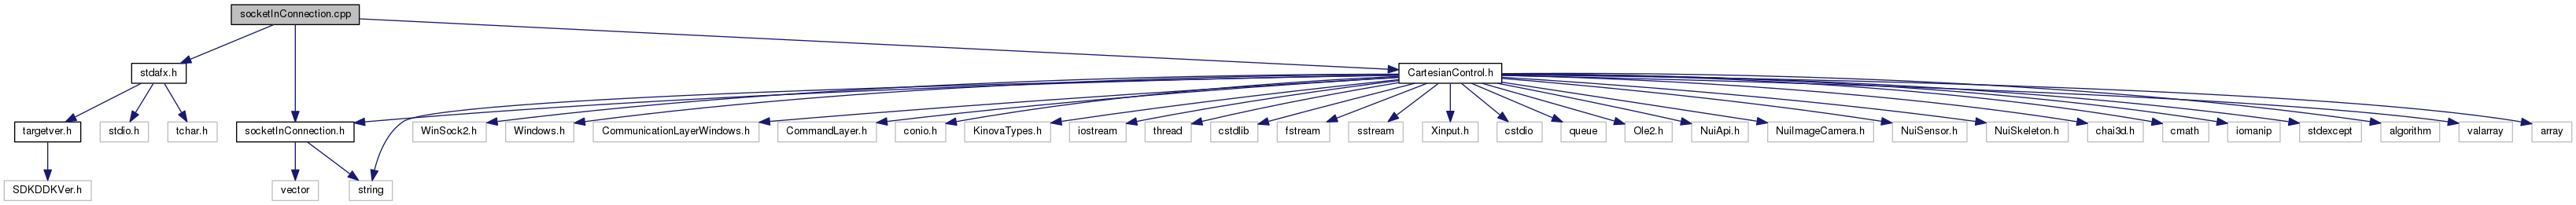 socketInConnection.cpp
stdafx.h
CartesianControl.h
targetver.h
stdio.h
tchar.h
socketInConnection.h
WinSock2.h
Windows.h
CommunicationLayerWindows.h
CommandLayer.h
conio.h
KinovaTypes.h
iostream
thread
cstdlib
fstream
sstream
Xinput.h
cstdio
queue
Ole2.h
NuiApi.h
NuiImageCamera.h
NuiSensor.h
NuiSkeleton.h
chai3d.h
cmath
iomanip
stdexcept
algorithm
valarray
array
SDKDDKVer.h
vector
string